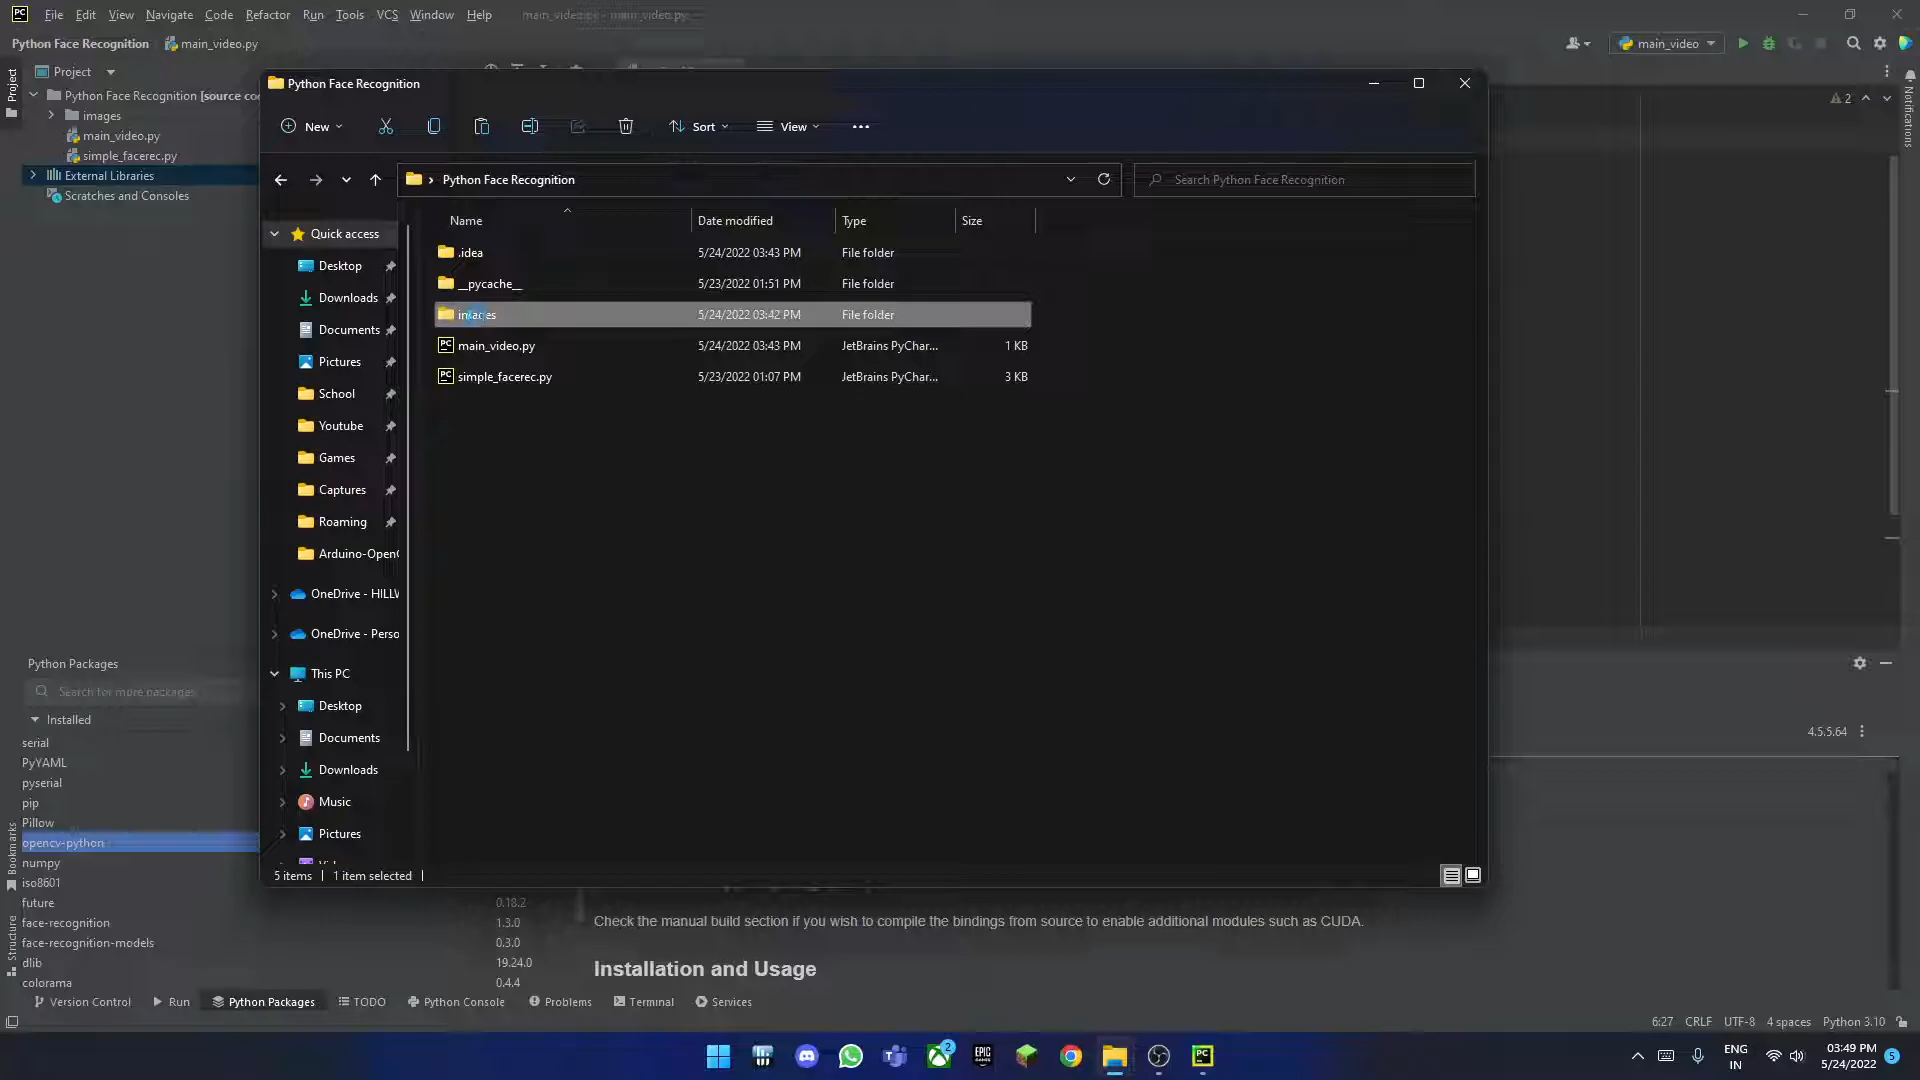 File Edit View Navigate Code Refactor Run Tools VCS Window Help
Python Face Recognition main_video.py
main_video
Project
Project
Python Face Recognition [source co
images
main_video.py
simple_facerec.py
External Libraries
Scratches and Consoles
2
Notifications
Python Face Recognition
New Sort View
Python Face Recognition
Search Python Face Recognition
Name Date modified Type Size
.idea 5/24/2022 03:43 PM File folder
__pycache__ 5/23/2022 01:51 PM File folder
images 5/24/2022 03:42 PM File folder
main_video.py 5/24/2022 03:43 PM JetBrains PyChar... 1 KB
simple_facerec.py 5/23/2022 01:07 PM JetBrains PyChar... 3 KB
Quick access
Desktop
Downloads
Documents
Pictures
School
Youtube
Games
Captures
Roaming
Arduino-Open
OneDrive - HILLW
OneDrive - Perso
This PC
Desktop
Documents
Downloads
Music
Pictures
5 items 1 item selected
Python Packages
Search for more packages
Installed
serial
PyYAML
pyserial
pip
Pillow
opencv-python
numpy
iso8601
future 0.18.2
face-recognition 1.3.0
face-recognition-models 0.3.0
dlib 19.24.0
colorama 0.4.4
4.5.5.64
Check the manual build section if you wish to compile the bindings from source to enable additional modules such as CUDA.
Installation and Usage
Bookmarks
Structure
Version Control Run Python Packages TODO Python Console Problems Terminal Services
6:27 CRLF UTF-8 4 spaces Python 3.10
2
EPIC GAMES
ENG
IN
03:49 PM
5/24/2022
5